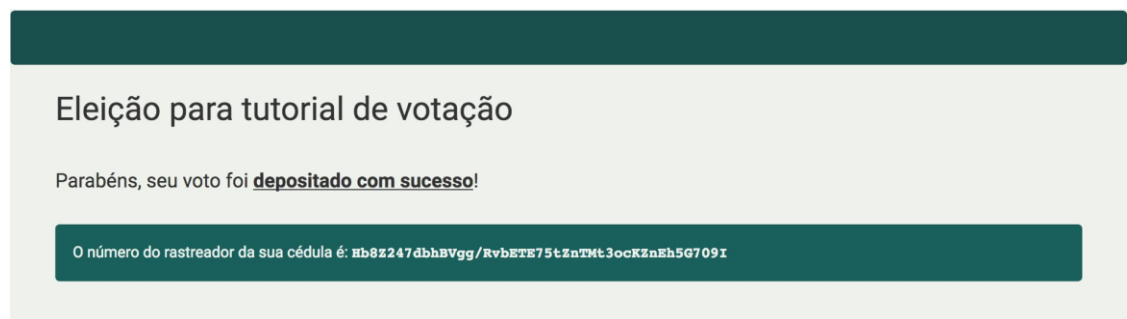 Eleição para tutorial de votação
Parabéns, seu voto foi depositado com sucesso!
O número do rastreador da sua cédula é: Hb8Z247dbhBVgg/RvbETE75tZnTMt3ocKZnEh5G709I